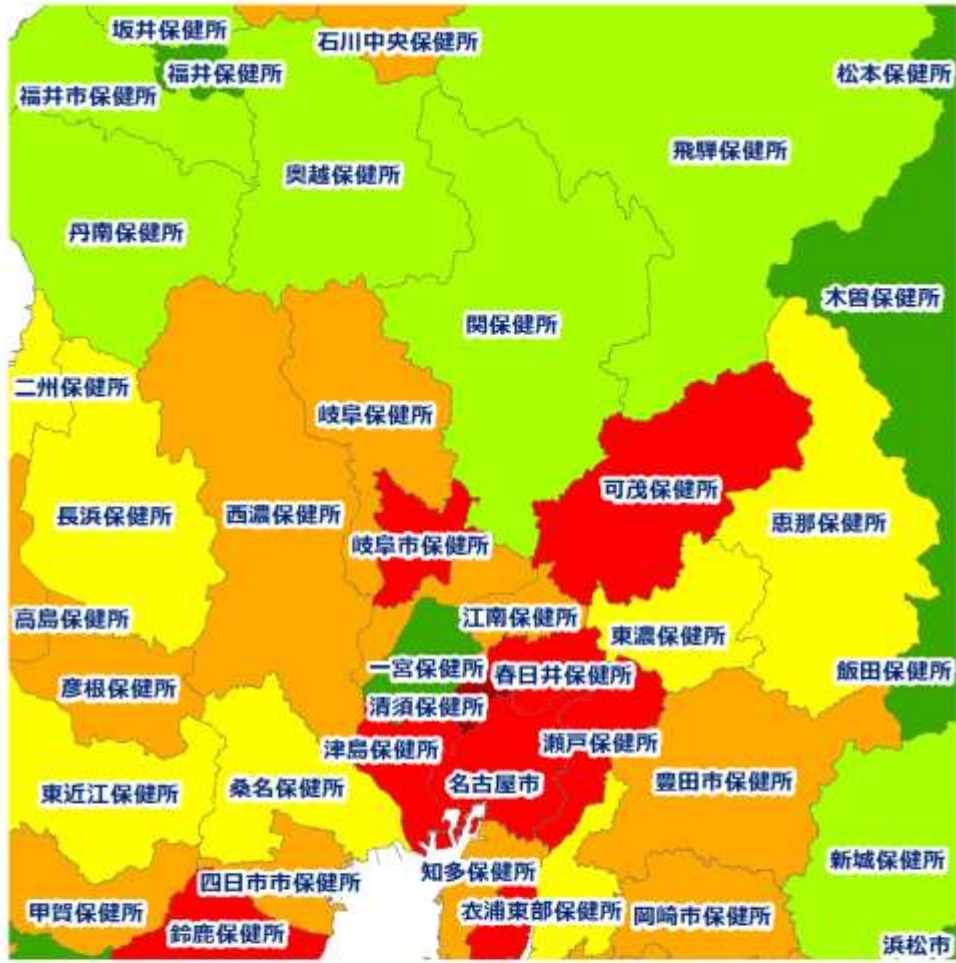 坂井保健所
石川中央保健所
福井保健所
松本保健所
福井市保健所
飛騨保健所
奥越保健所
丹南保健所
木曽保健所
関保健所
二州保健所
岐阜保健所
可茂保健所
長浜保健所
西濃保健所
恵那保健所
岐阜市保健所
高島保健所
江南保健所
東濃保健所
一宮保健所
春日井保健所
飯田保健所
彦根保健所
清須保健所
津島保健所
瀬戸保健所
名古屋市
豊田市保健所
東近江保健所
桑名保健所
新城保健所
四日市市保健所
知多保健所
甲賀保健所
衣浦東部保健所
岡崎市保健所
鈴鹿保健所
浜松市